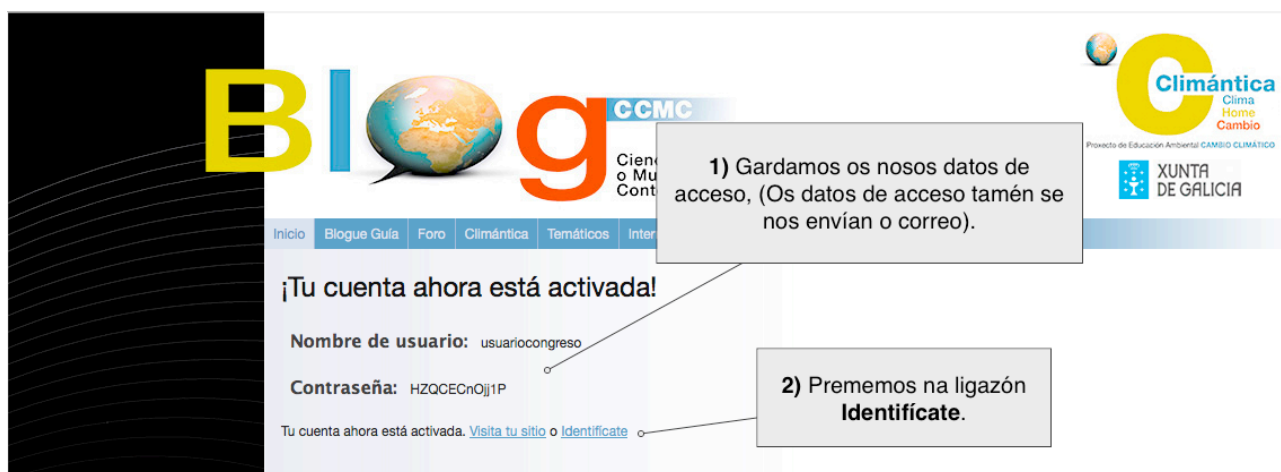 Blog
CCMC
Cienc
o Mu
Cont
Climántica
Clima
Home
Cambio
Proxecto de Educación Ambiental CAMBIO CLIMÁTICO
XUNTA
DE GALICIA
1) Gardamos os nosos datos de
acceso, (Os datos de acceso tamén se
nos envían o correo).
Inicio Blogue Guía Foro Climántica Temáticos Inter
¡Tu cuenta ahora está activada!
Nombre de usuario: usuariocongreso
Contraseña: HZQCECnOjj1P
2) Prememos na ligazón
Identifícate.
Tu cuenta ahora está activada. Visita tu sitio o Identifícate